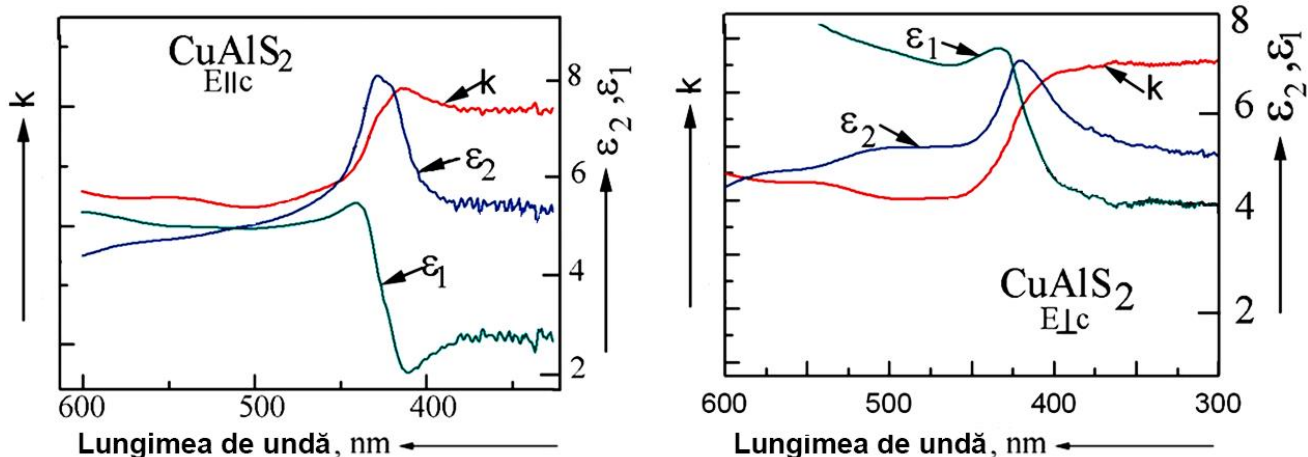 CuAlS₂
E||c
k
k
ε₂
ε₁
8
6
4
2
ε₂ ,ε₁
600
500
400
Lungimea de undă, nm
k
ε₁
ε₂
k
CuAlS₂
E⊥c
8
6
4
2
ε₂ ,ε₁
600
500
400
300
Lungimea de undă, nm